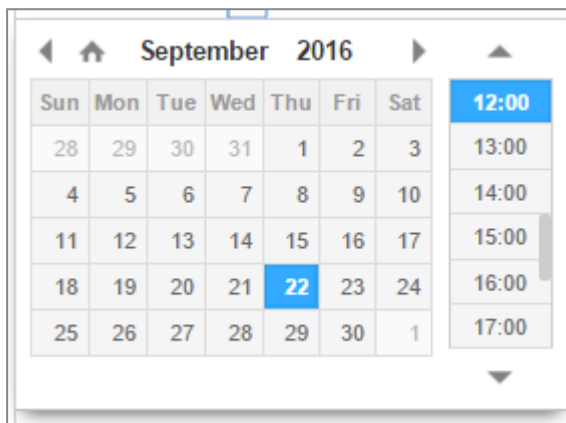 September 2016
Sun Mon Tue Wed Thu Fri Sat
28 29 30 31 1 2 3
4 5 6 7 8 9 10
11 12 13 14 15 16 17
18 19 20 21 22 23 24
25 26 27 28 29 30 1
12:00
13:00
14:00
15:00
16:00
17:00